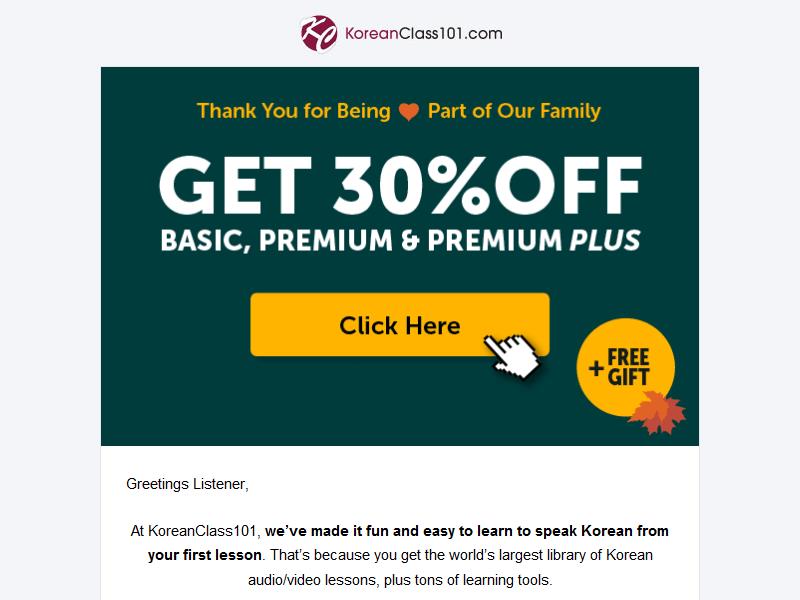 KoreanClass101.com
Thank You for Being Part of Our Family
GET 30%OFF
BASIC, PREMIUM & PREMIUM PLUS
Click Here
+ FREE
GIFT
Greetings Listener,
At KoreanClass101, we’ve made it fun and easy to learn to speak Korean from
your first lesson. That’s because you get the world’s largest library of Korean
audio/video lessons, plus tons of learning tools.